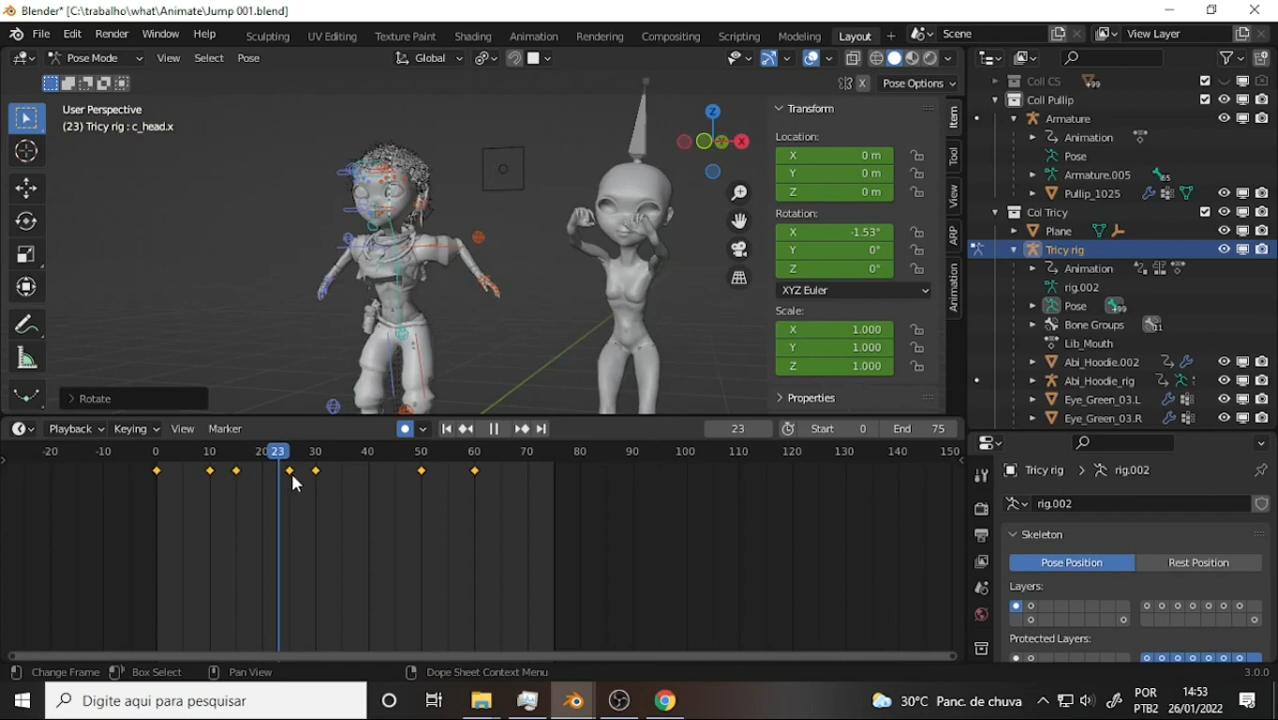 Blender* [C:\trabalho\what\Animate\Jump 001.blend]
File Edit Render Window Help Sculpting UV Editing Texture Paint Shading Animation Rendering Compositing Scripting Modeling Layout + Scene View Layer
Pose Mode View Select Pose Global
X Pose Options
User Perspective
(23) Tricy rig : c_head.x
Z
X
Rotate
Transform
Location:
X 0 m
Y 0 m
Z 0 m
Rotation:
X -1.53°
Y 0°
Z 0°
XYZ Euler
Scale:
X 1.000
Y 1.000
Z 1.000
Properties
Item
Tool
View
ARP
Animation
Coll CS 99
Coll Pullip
Armature
Animation
Pose
Armature.005 65
Pullip_1025
Col Tricy
Plane
Tricy rig
Animation
rig.002
Pose 99
Bone Groups 11
Lib_Mouth
Abi_Hoodie.002
Abi_Hoodie_rig
Eye_Green_03.L
Eye_Green_03.R
Playback Keying View Marker 23 Start 0 End 75
-20 -10 0 10 20 23 30 40 50 60 70 80 90 100 110 120 130 140 150
Tricy rig > rig.002
rig.002
Skeleton
Pose Position Rest Position
Layers:
Protected Layers:
Change Frame Box Select Pan View Dope Sheet Context Menu 3.0.0
Digite aqui para pesquisar
30°C Panc. de chuva
POR
PTB2
14:53
26/01/2022